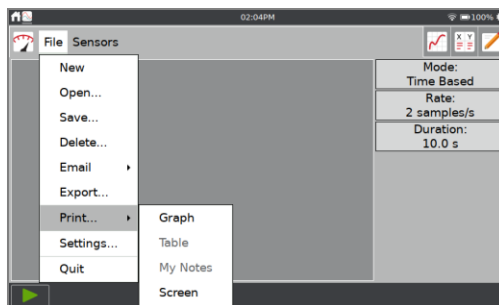 02:04PM
100%
File Sensors
X Y
New
Open...
Save...
Delete...
Email
Export...
Print...
Settings...
Quit
Graph
Table
My Notes
Screen
Mode:
Time Based
Rate:
2 samples/s
Duration:
10.0 s